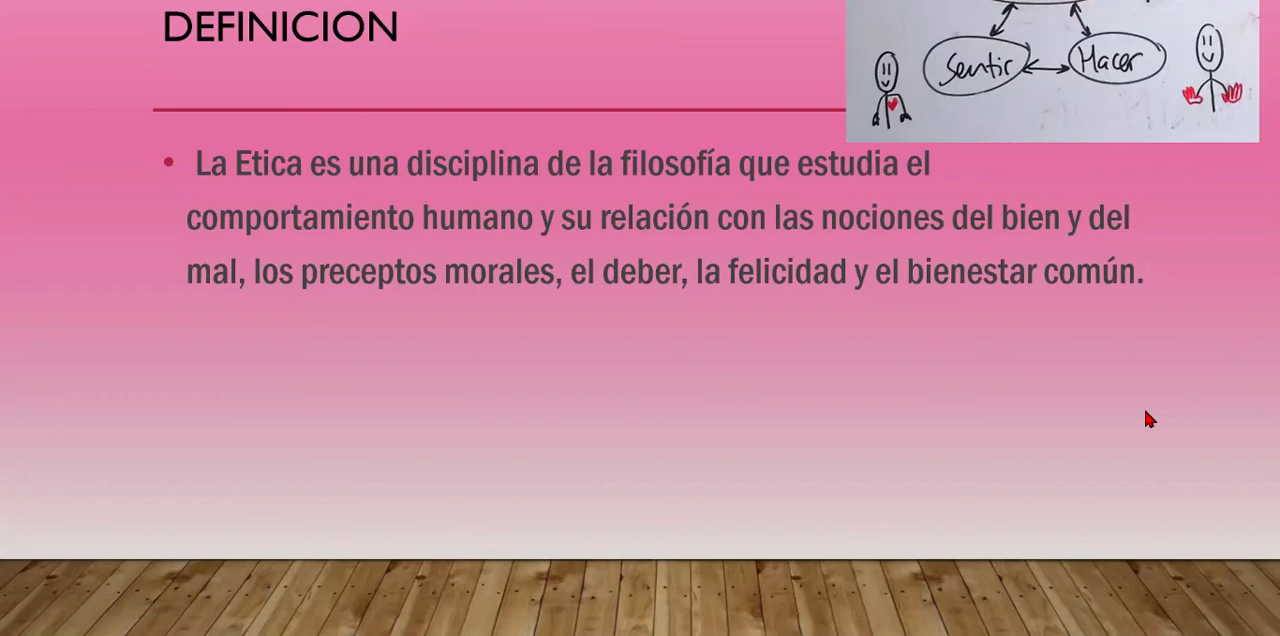 DEFINICION
Sentir
Hacer
La Etica es una disciplina de la filosofía que estudia el
comportamiento humano y su relación con las nociones del bien y del
mal, los preceptos morales, el deber, la felicidad y el bienestar común.